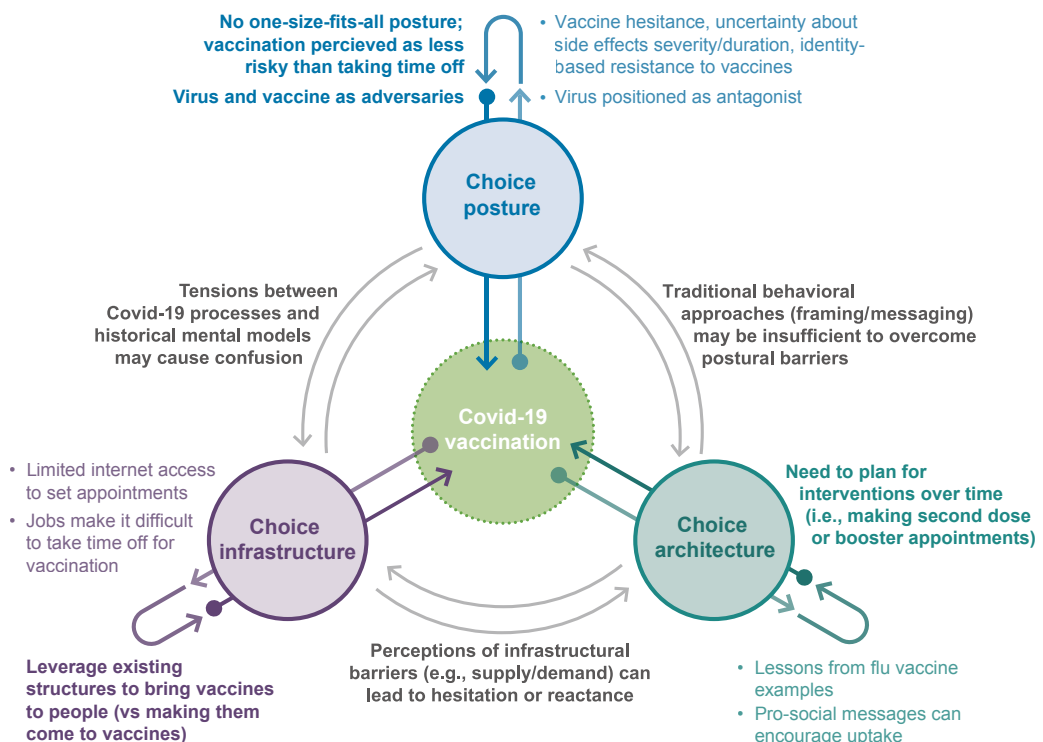 No one-size-fits-all posture;
vaccination percieved as less
risky than taking time off
Virus and vaccine as adversaries
• Vaccine hesitance, uncertainty about
side effects severity/duration, identity-
based resistance to vaccines
• Virus positioned as antagonist
Choice
posture
Tensions between
Covid-19 processes and
historical mental models
may cause confusion
Traditional behavioral
approaches (framing/messaging)
may be insufficient to overcome
postural barriers
Covid-19
vaccination
• Limited internet access
to set appointments
• Jobs make it difficult
to take time off for
vaccination
Choice
infrastructure
Choice
architecture
Need to plan for
interventions over time
(i.e., making second dose
or booster appointments)
Leverage existing
structures to bring vaccines
to people (vs making them
come to vaccines)
Perceptions of infrastructural
barriers (e.g., supply/demand) can
lead to hesitation or reactance
• Lessons from flu vaccine
examples
• Pro-social messages can
encourage uptake